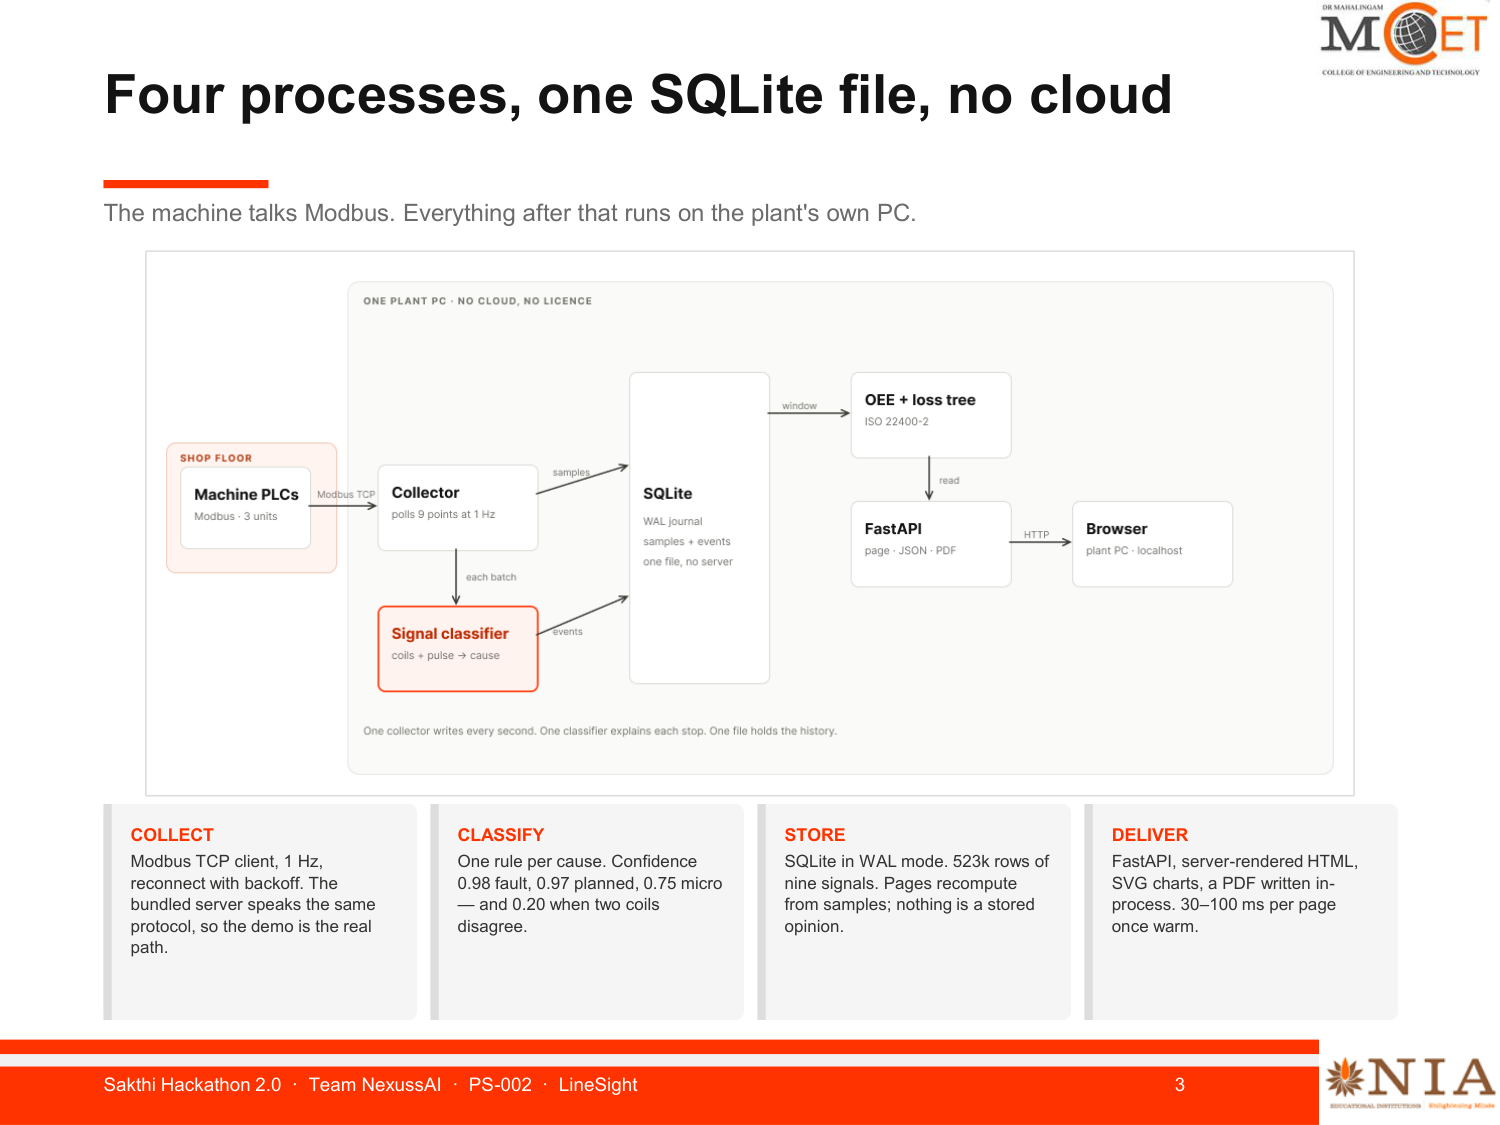 DR MAHALINGAM
MCET
COLLEGE OF ENGINEERING AND TECHNOLOGY
Four processes, one SQLite file, no cloud
The machine talks Modbus. Everything after that runs on the plant's own PC.
ONE PLANT PC · NO CLOUD, NO LICENCE
SHOP FLOOR
Machine PLCs
Modbus · 3 units
Modbus TCP
Collector
polls 9 points at 1 Hz
each batch
Signal classifier
coils + pulse → cause
samples
events
SQLite
WAL journal
samples + events
one file, no server
window
OEE + loss tree
ISO 22400-2
read
FastAPI
page · JSON · PDF
HTTP
Browser
plant PC · localhost
One collector writes every second. One classifier explains each stop. One file holds the history.
COLLECT
Modbus TCP client, 1 Hz,
reconnect with backoff. The
bundled server speaks the same
protocol, so the demo is the real
path.
CLASSIFY
One rule per cause. Confidence
0.98 fault, 0.97 planned, 0.75 micro
— and 0.20 when two coils
disagree.
STORE
SQLite in WAL mode. 523k rows of
nine signals. Pages recompute
from samples; nothing is a stored
opinion.
DELIVER
FastAPI, server-rendered HTML,
SVG charts, a PDF written in-
process. 30–100 ms per page
once warm.
Sakthi Hackathon 2.0 · Team NexussAI · PS-002 · LineSight
3
NIA
EDUCATIONAL INSTITUTIONS Enlightening Minds